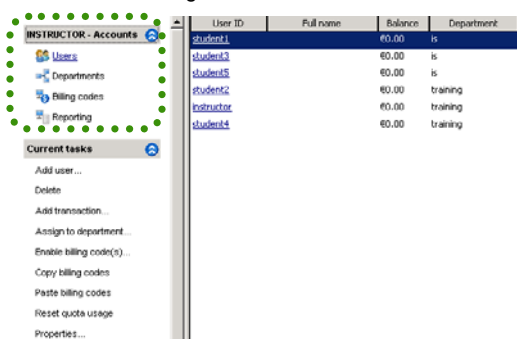 INSTRUCTOR - Accounts
Users
Departments
Billing codes
Reporting
Current tasks
Add user...
Delete
Add transaction...
Assign to department...
Enable billing code(s)...
Copy billing codes
Paste billing codes
Reset quota usage
Properties...
User ID Full name Balance Department
student1 €0.00 is
student3 €0.00 is
student5 €0.00 is
student2 €0.00 training
instructor €0.00 training
student4 €0.00 training